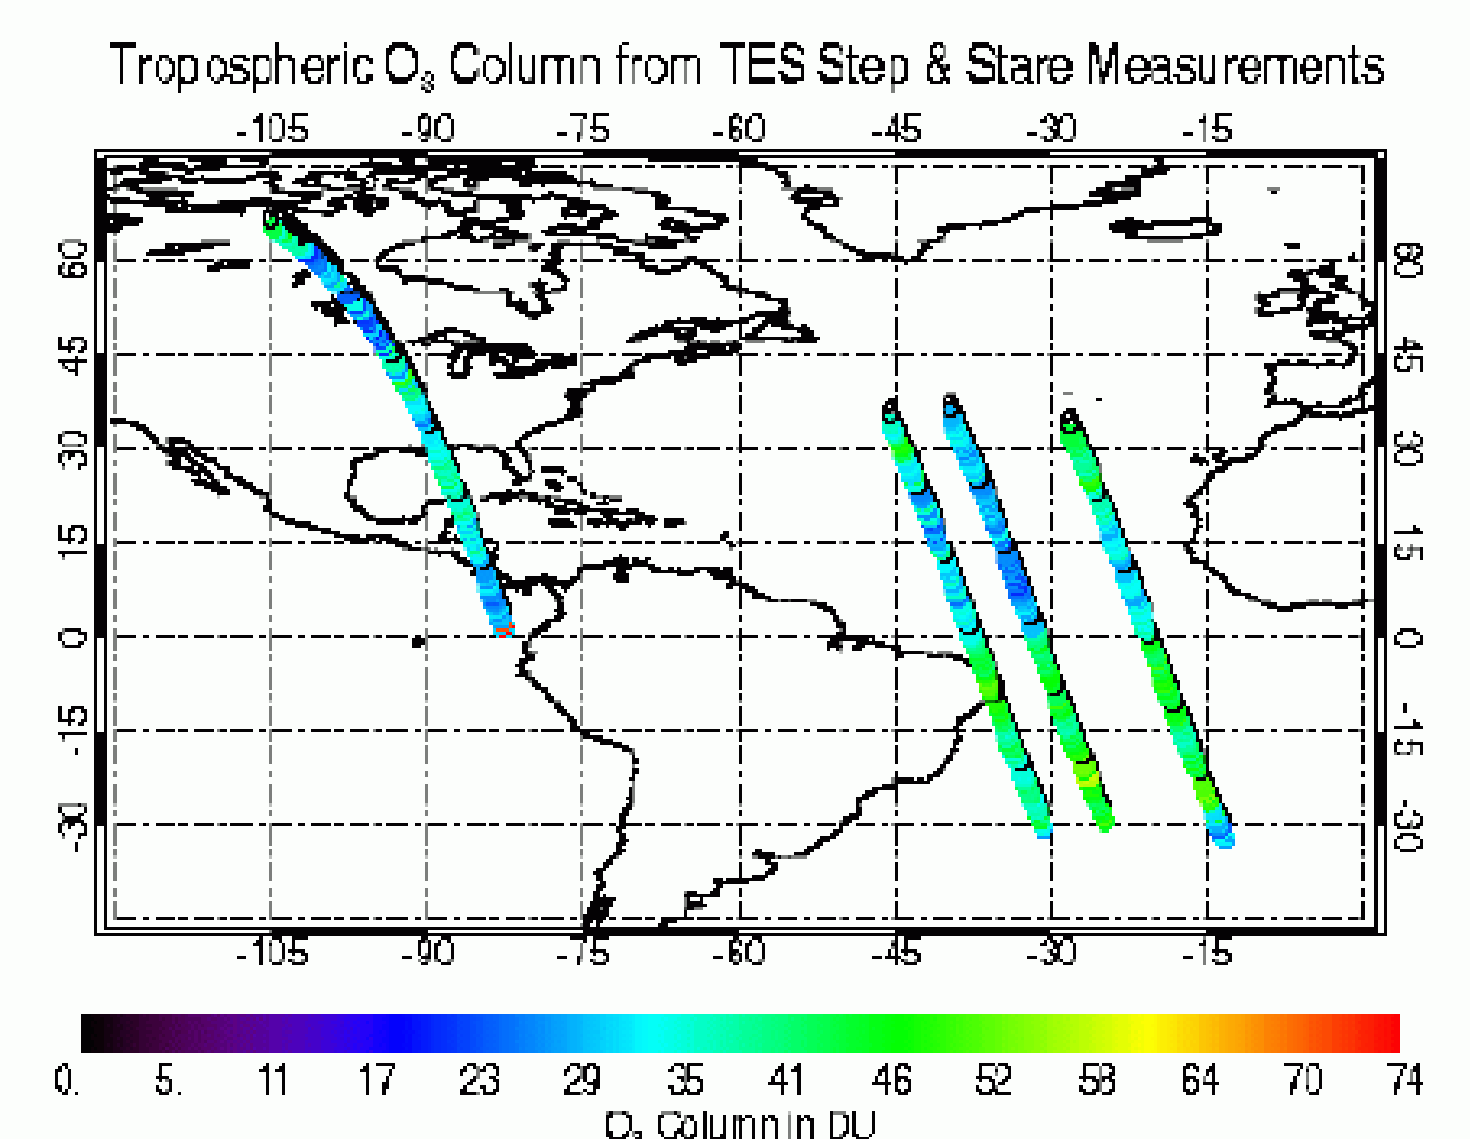 Tropospheric O₃ Column from TES Step & Stare Measurements
-105 -90 -75 -60 -45 -30 -15
60 60
45 45
30 30
15 15
0 0
-15 -15
-30 -30
-105 -90 -75 -60 -45 -30 -15
0. 5. 11 17 23 29 35 41 46 52 58 64 70 74
O₃ Column in DU